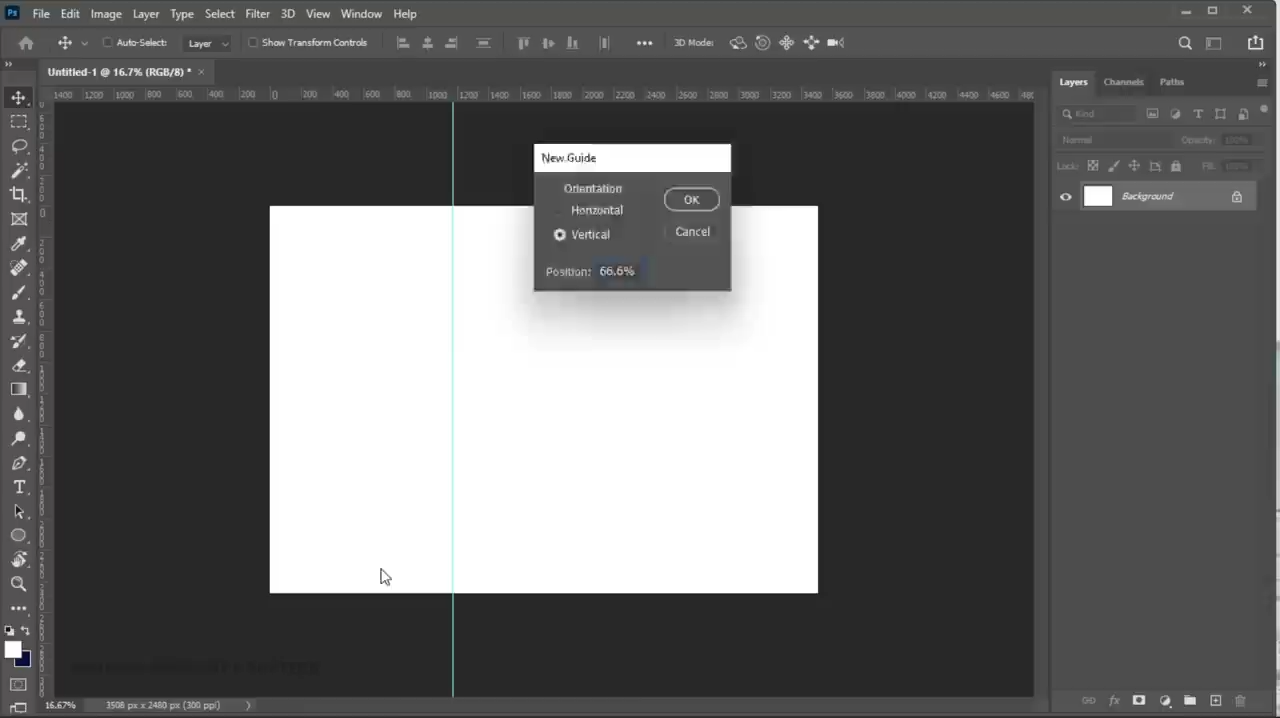 Ps File Edit Image Layer Type Select Filter 3D View Window Help
Auto-Select: Layer Show Transform Controls 3D Mode:
Untitled-1 @ 16.7% (RGB/8) * ×
1400 1200 1000 800 600 400 200 0 200 400 600 800 1000 1200 1400 1600 1800 2000 2200 2400 2600 2800 3000 3200 3400 3600 3800 4000 4200 4400 4600
New Guide
Orientation
Horizontal
Vertical
OK
Cancel
Position: 66.6%
Layers Channels Paths
Kind
Normal Opacity: 100%
Lock: Fill: 100%
Background
16.67% 3508 px x 2480 px (300 ppi)